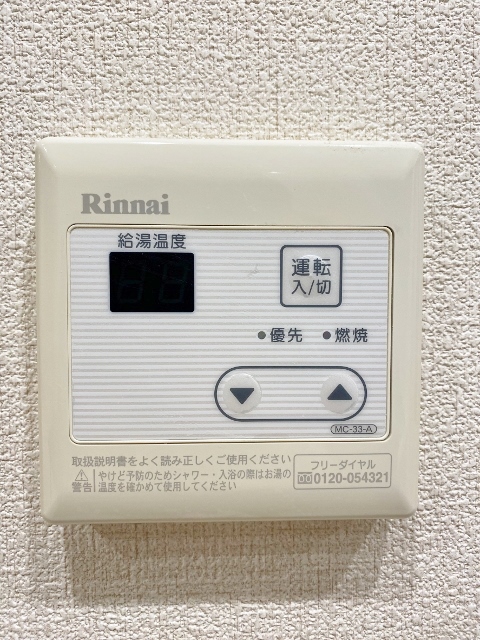 Rinnai
給湯温度
運転
入/切
優先
燃焼
MC-33-A
取扱説明書をよく読み正しくご使用ください
警告
やけど予防のためシャワー・入浴の際はお湯の
温度を確かめて使用してください
フリーダイヤル
0120-054321